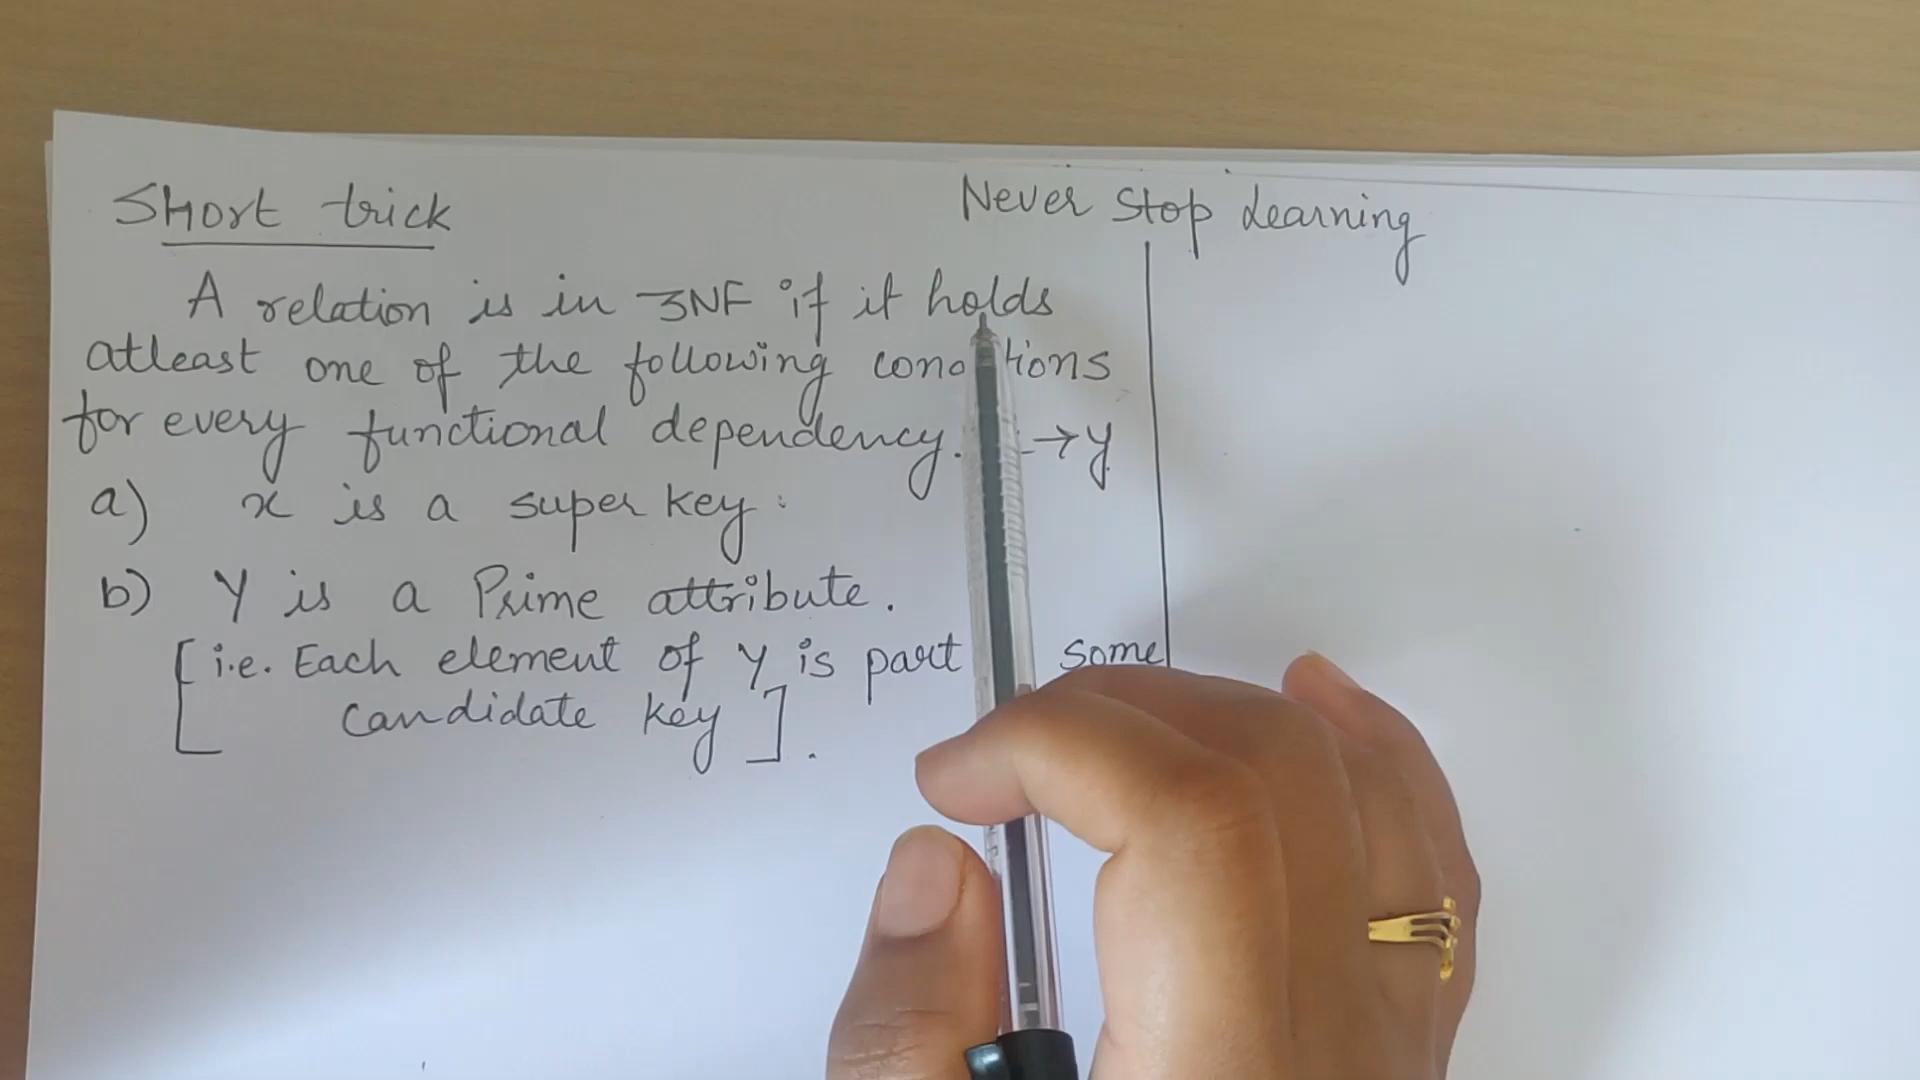 Short trick
Never Stop Learning
A relation is in 3NF if it holds
atleast one of the following conditions
for every functional dependency. → y
a) x is a super key.
b) Y is a Prime attribute.
[i.e. Each element of Y is part some
candidate key].